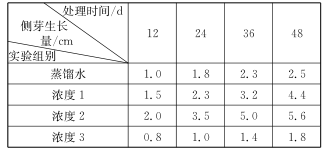 处理时间/d
侧芽生长
量/cm
实验组别
12 24 36 48
蒸馏水 1.0 1.8 2.3 2.5
浓度1 1.5 2.3 3.2 4.4
浓度2 2.0 3.5 5.0 5.6
浓度3 0.8 1.0 1.4 1.8